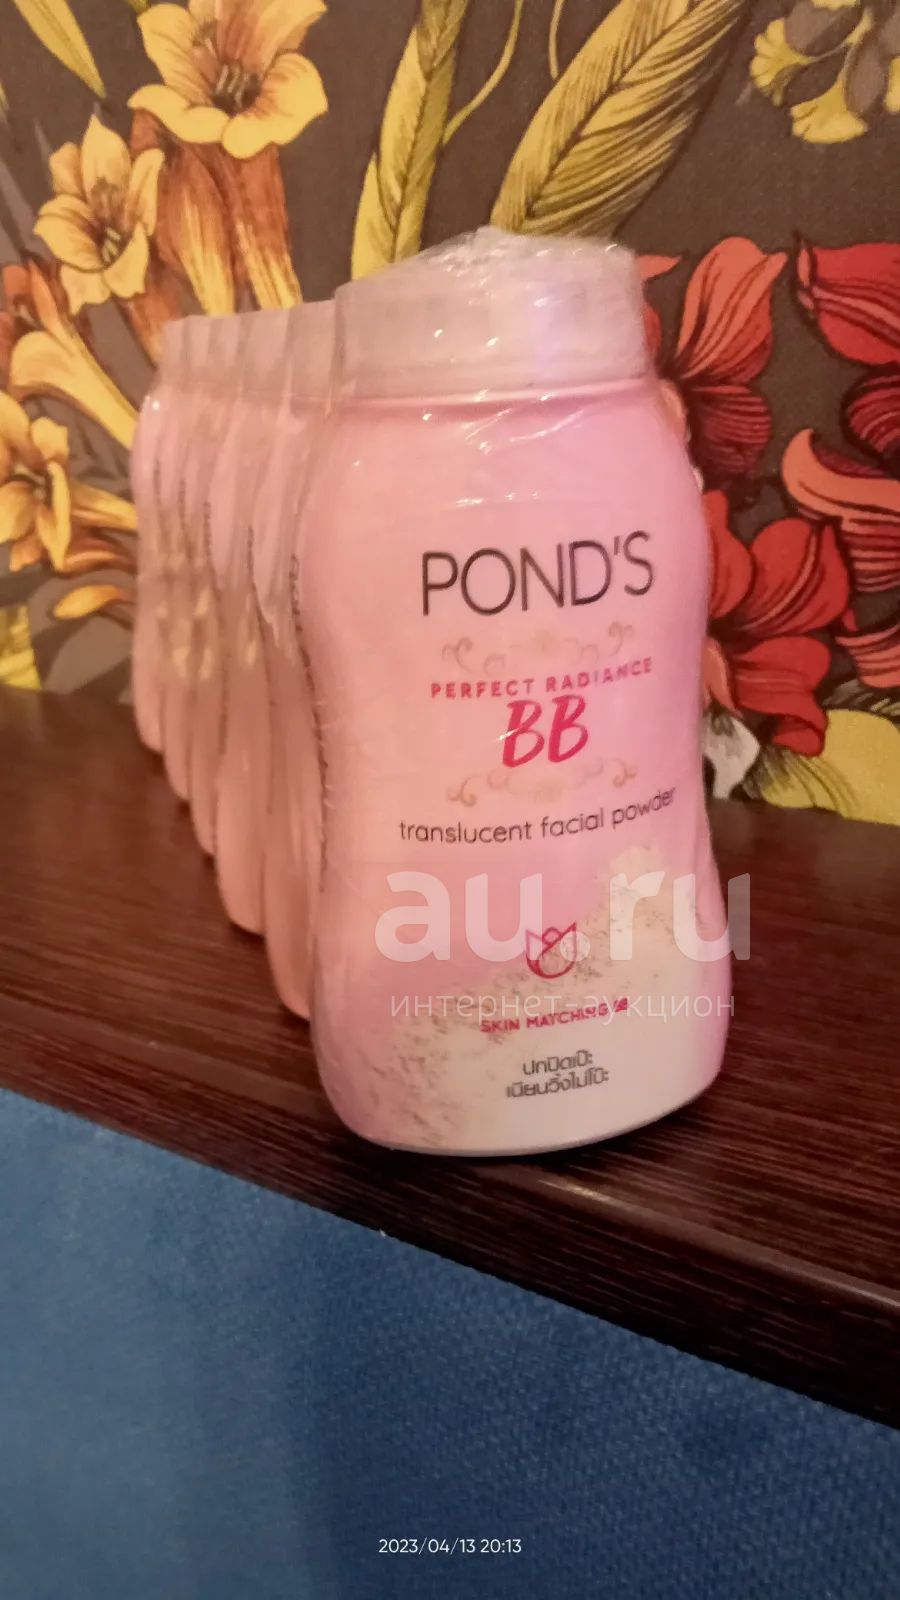 POND'S
PERFECT RADIANCE
BB
translucent facial powder
au.ru
интернет-аукцион
SKIN MATCHING
ปกปิดเป๊ะ
เนียนวิ้งไม่โป๊ะ
2023/04/13 20:13